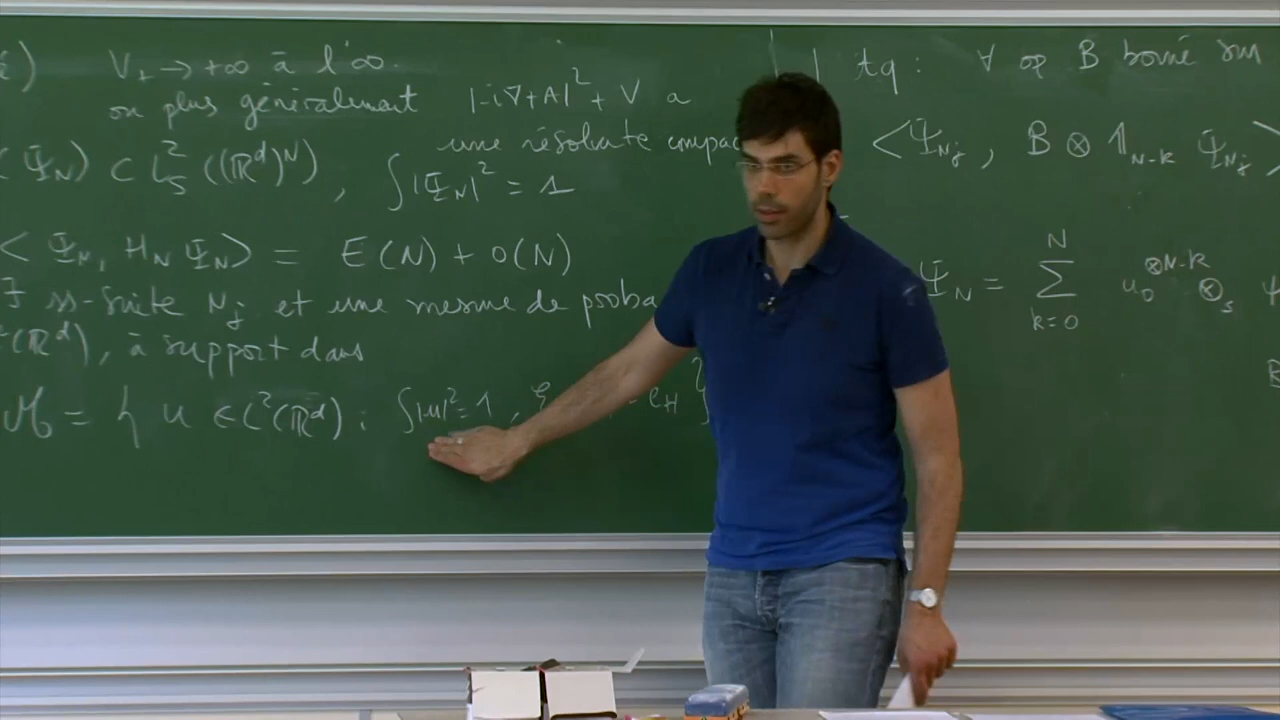 V₊ → +∞ à l'∞.
ou plus généralement |-i∇+A|² + V a
une résolvante compac
Ψ_N) ⊂ L²_s((ℝ^d)^N), ∫|Ψ_N|² = 1
< Ψ_N, H_N Ψ_N > = E(N) + o(N)
∃ ss-suite N_j et une mesure de proba
(ℝ^d), à support dans
M = { u ∈ L²(ℝ^d) : ∫|u|² = 1, e_H }
tq : ∀ op B borné sur
< Ψ_{N_j}, B ⊗ 𝟙_{N-k} Ψ_{N_j} >
Ψ_N = ∑_{k=0}^{N} u_0^{⊗N-k} ⊗_s